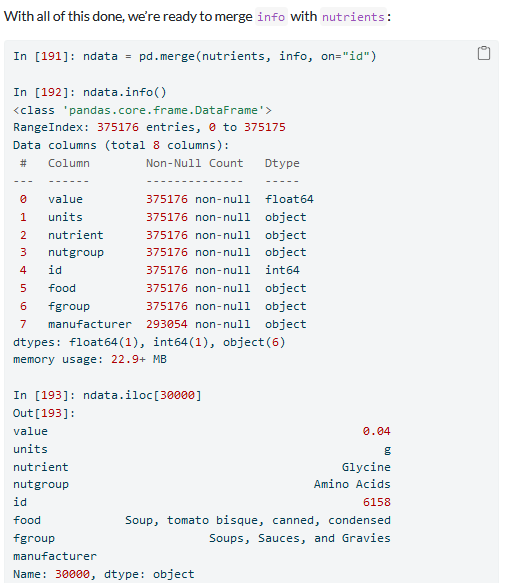 With all of this done, we're ready to merge info with nutrients:
In [191]: ndata = pd.merge(nutrients, info, on="id")
In [192]: ndata.info()
<class 'pandas.core.frame.DataFrame'>
RangeIndex: 375176 entries, 0 to 375175
Data columns (total 8 columns):
 #   Column        Non-Null Count   Dtype
---  ------        --------------   -----
 0   value         375176 non-null  float64
 1   units         375176 non-null  object
 2   nutrient      375176 non-null  object
 3   nutgroup      375176 non-null  object
 4   id            375176 non-null  int64
 5   food          375176 non-null  object
 6   fgroup        375176 non-null  object
 7   manufacturer  293054 non-null  object
dtypes: float64(1), int64(1), object(6)
memory usage: 22.9+ MB
In [193]: ndata.iloc[30000]
Out[193]:
value                                             0.04
units                                                g
nutrient                                       Glycine
nutgroup                                   Amino Acids
id                                                6158
food            Soup, tomato bisque, canned, condensed
fgroup                      Soups, Sauces, and Gravies
manufacturer
Name: 30000, dtype: object